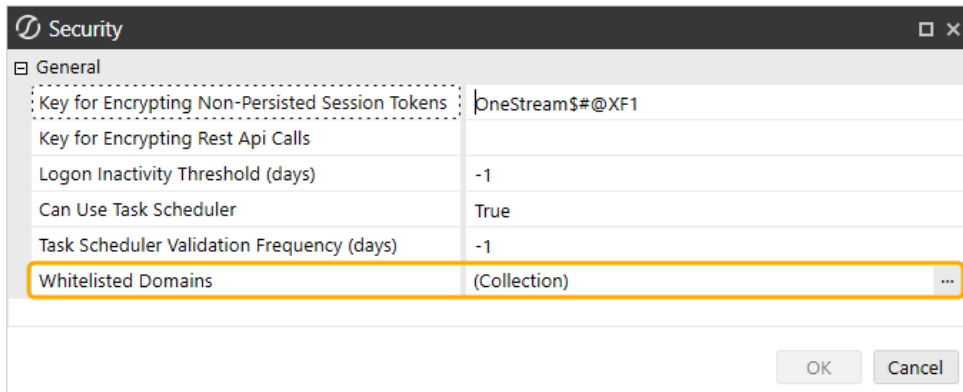 Security
General
Key for Encrypting Non-Persisted Session Tokens OneStream$#@XF1
Key for Encrypting Rest Api Calls
Logon Inactivity Threshold (days) -1
Can Use Task Scheduler True
Task Scheduler Validation Frequency (days) -1
Whitelisted Domains (Collection) ...
OK Cancel